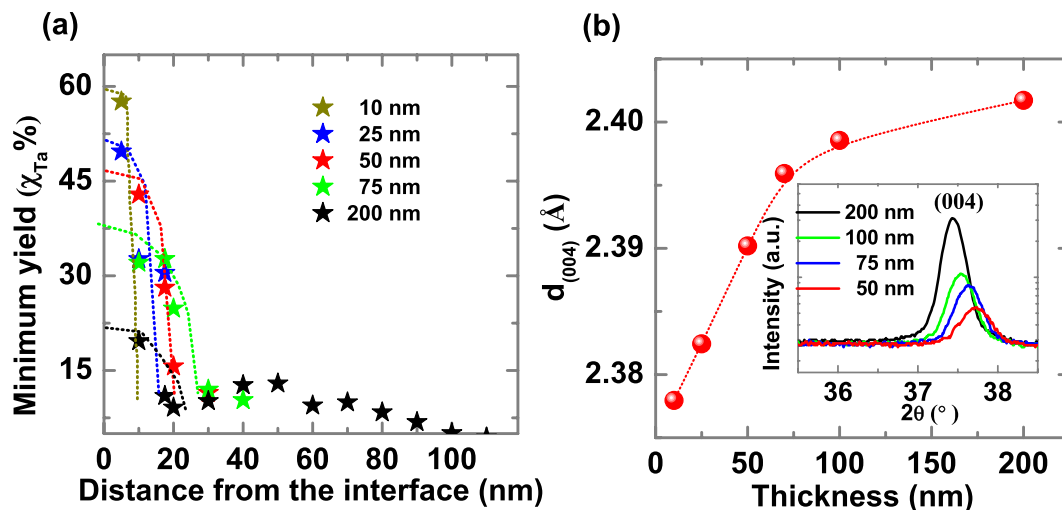 (a)
Minimum yield (χTa%)
60
45
30
15
10 nm
25 nm
50 nm
75 nm
200 nm
0 20 40 60 80 100
Distance from the interface (nm)
(b)
d(004) (Å)
2.40
2.39
2.38
(004)
200 nm
100 nm
75 nm
50 nm
Intensity (a.u.)
36 37 38
2θ (°)
0 50 100 150 200
Thickness (nm)